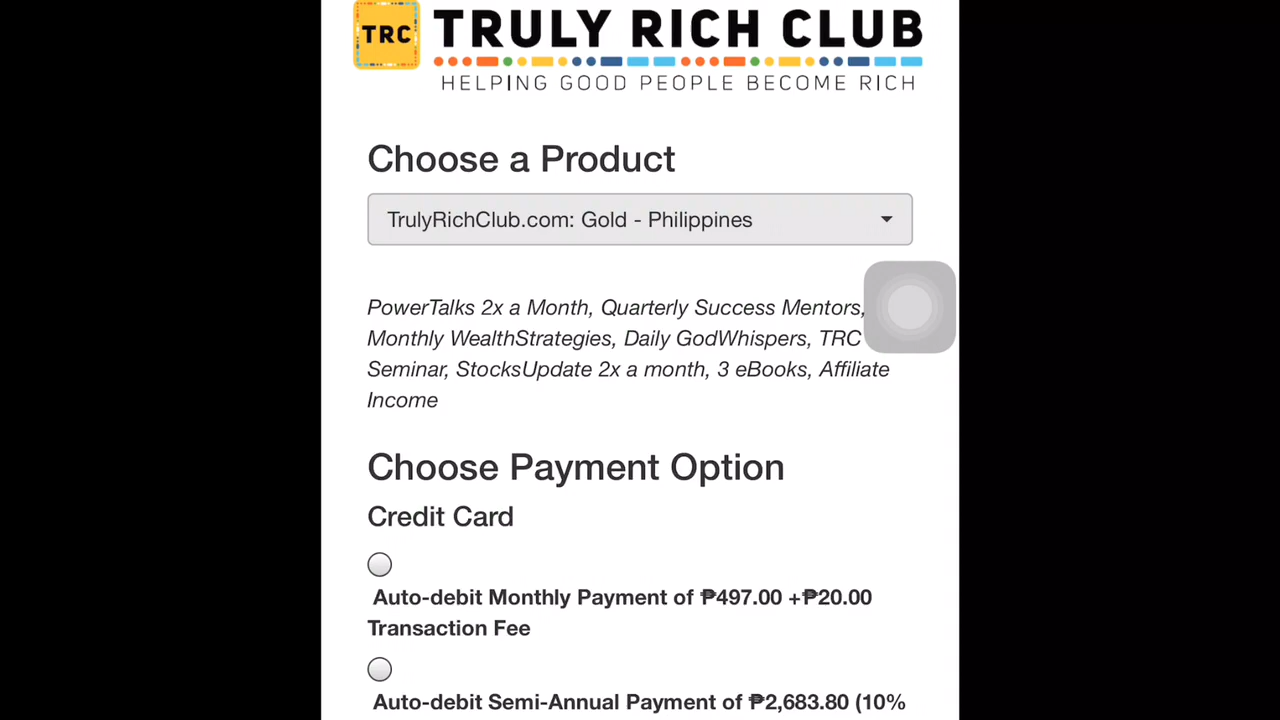 TRC
TRULY RICH CLUB
HELPING GOOD PEOPLE BECOME RICH
Choose a Product
TrulyRichClub.com: Gold - Philippines
PowerTalks 2x a Month, Quarterly Success Mentors,
Monthly WealthStrategies, Daily GodWhispers, TRC
Seminar, StocksUpdate 2x a month, 3 eBooks, Affiliate
Income
Choose Payment Option
Credit Card
Auto-debit Monthly Payment of ₱497.00 +₱20.00
Transaction Fee
Auto-debit Semi-Annual Payment of ₱2,683.80 (10%